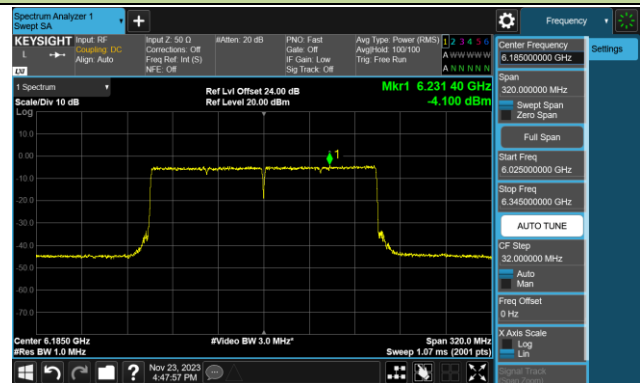 Spectrum Analyzer 1
Swept SA
Frequency
KEYSIGHT
Input: RF
Coupling: DC
Align: Auto
Input Z: 50 Ω
Corrections: Off
Freq Ref: Int (S)
NFE: Off
#Atten: 20 dB
PNO: Fast
Gate: Off
IF Gain: Low
Sig Track: Off
Avg Type: Power (RMS)
Avg|Hold: 100/100
Trig: Free Run
1 2 3 4 5 6
A W W W W W
A N N N N N
L
LXI
1 Spectrum
Scale/Div 10 dB
Log
Ref Lvl Offset 24.00 dB
Ref Level 20.00 dBm
Mkr1 6.231 40 GHz
-4.100 dBm
1
10.0
0.00
-10.0
-20.0
-30.0
-40.0
-50.0
-60.0
-70.0
Center 6.1850 GHz
#Res BW 1.0 MHz
#Video BW 3.0 MHz*
Span 320.0 MHz
Sweep 1.07 ms (2001 pts)
Nov 23, 2023
4:47:57 PM
Center Frequency
6.185000000 GHz
Settings
Span
320.000000 MHz
Swept Span
Zero Span
Full Span
Start Freq
6.025000000 GHz
Stop Freq
6.345000000 GHz
AUTO TUNE
CF Step
32.000000 MHz
Auto
Man
Freq Offset
0 Hz
X Axis Scale
Log
Lin
Signal Track